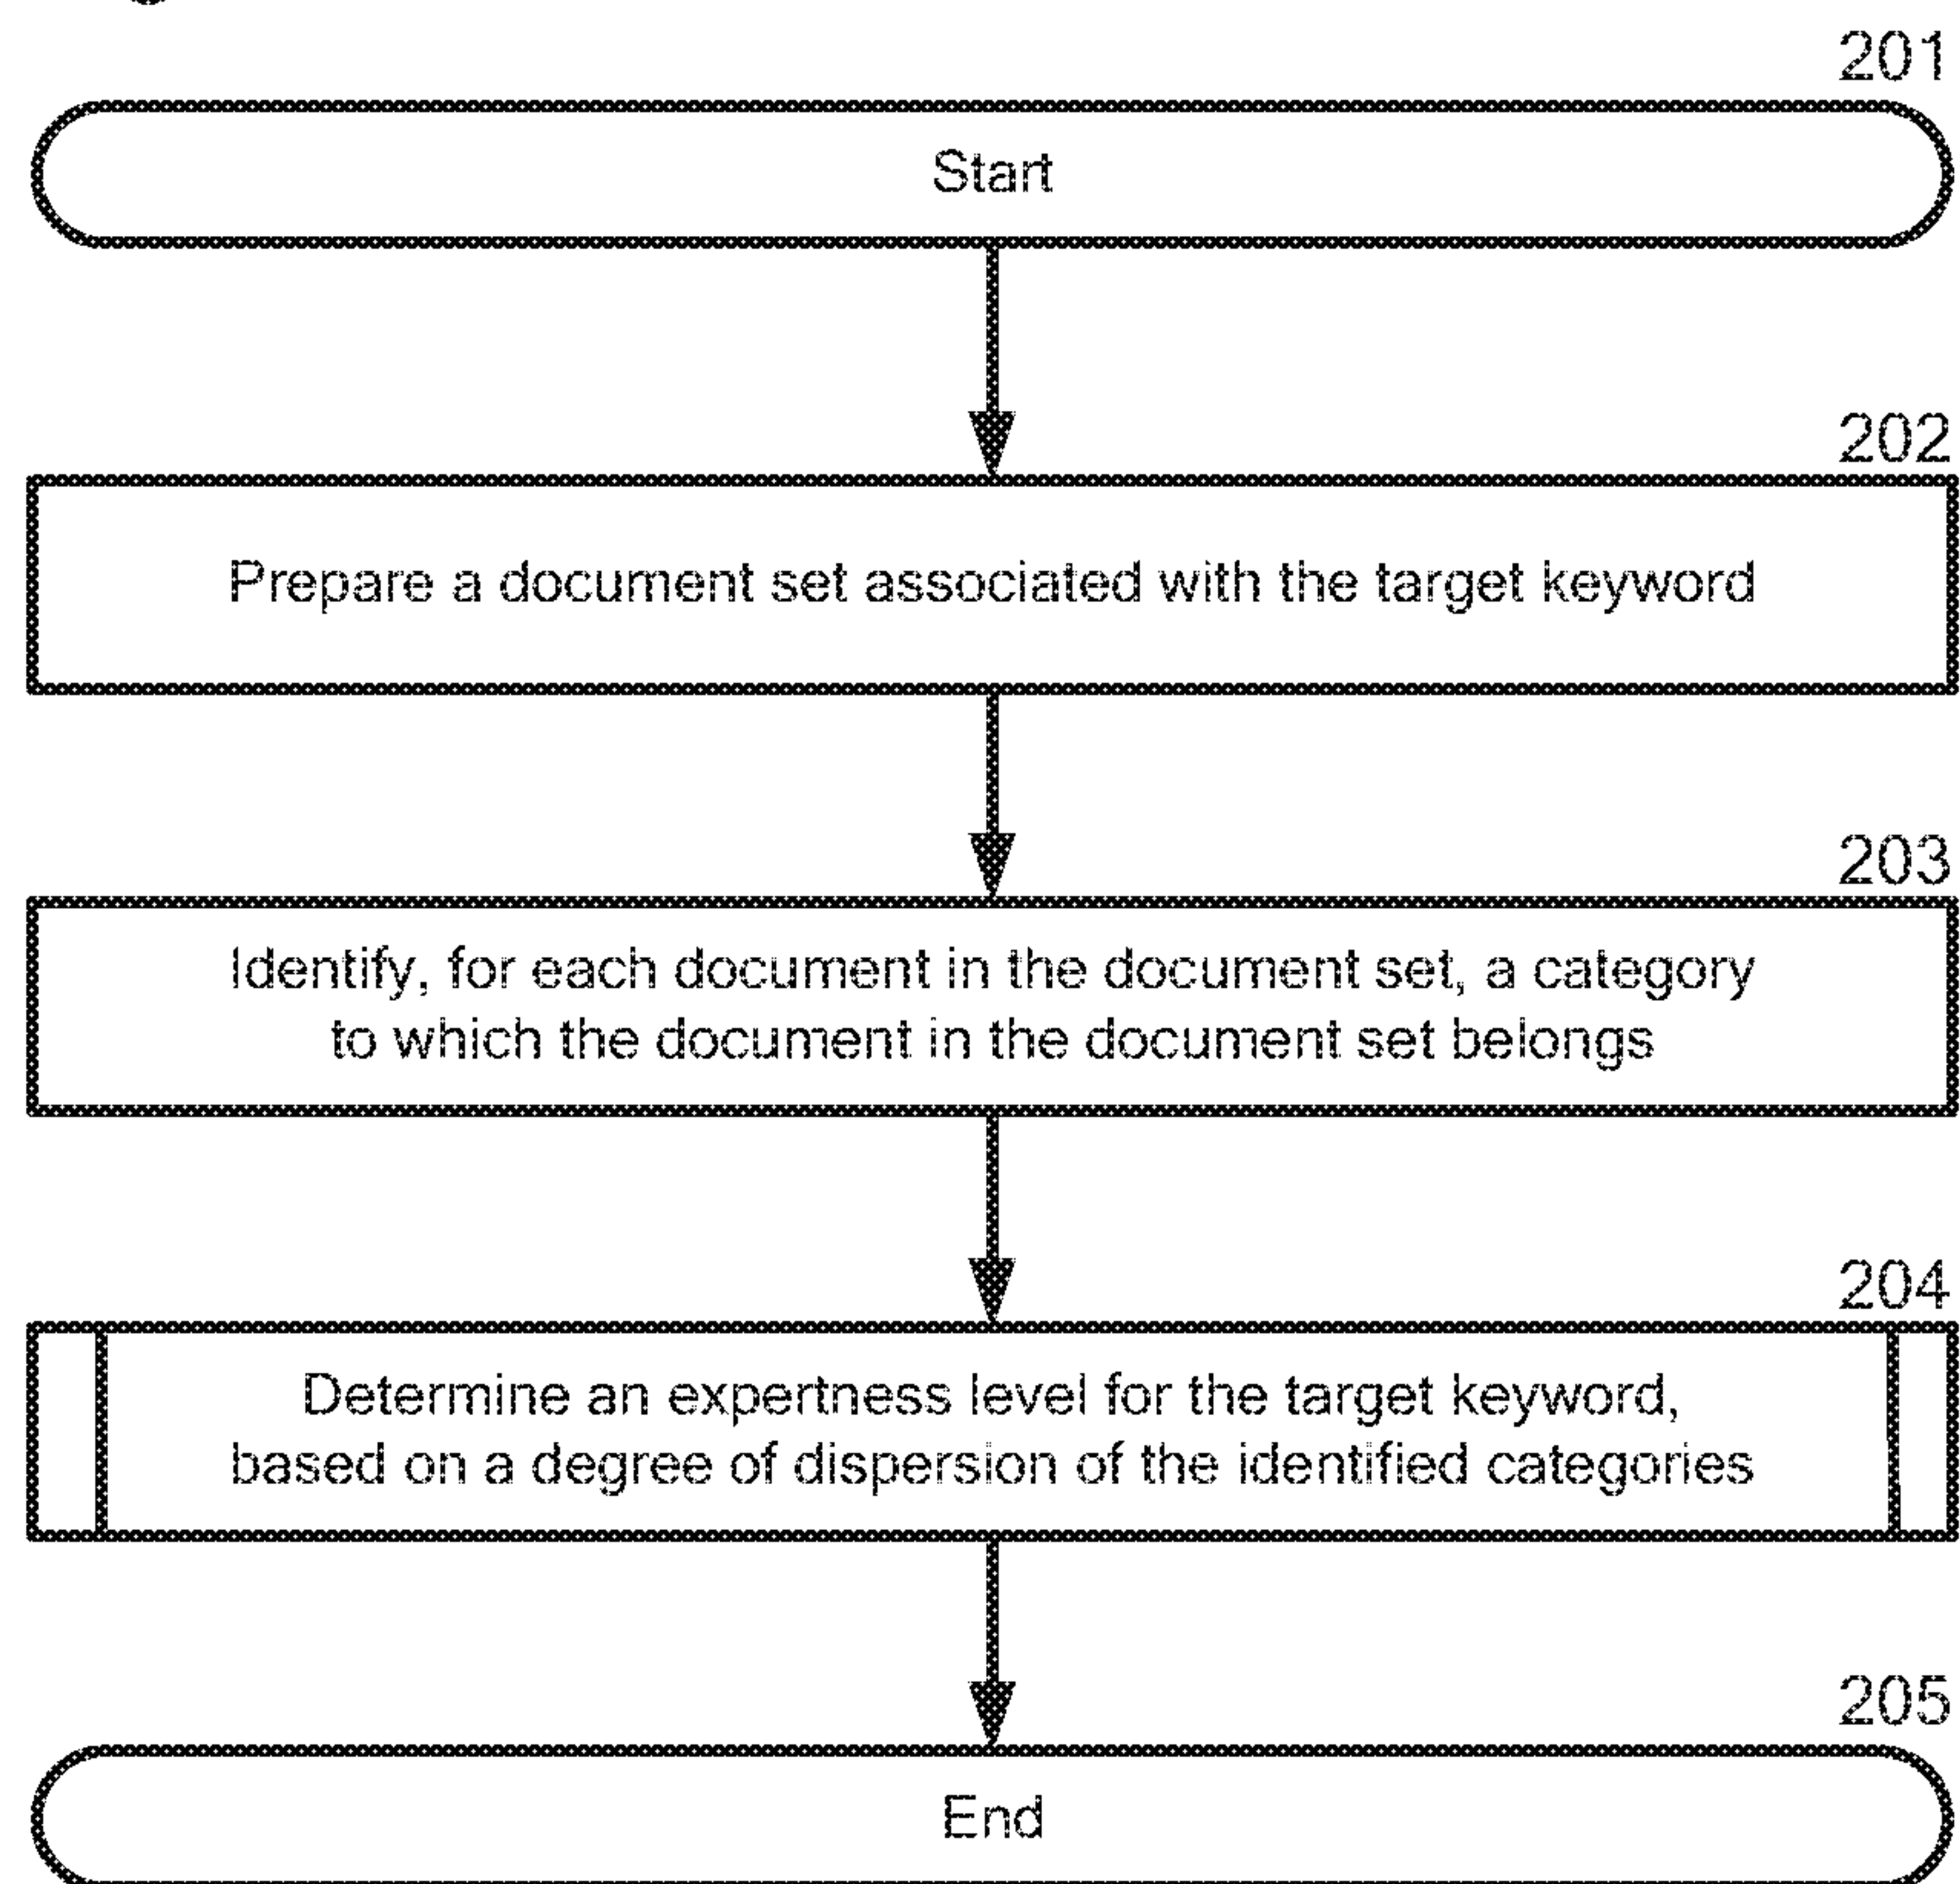 201
Start
202
Prepare a document set associated with the target keyword
203
Identify, for each document in the document set, a category
to which the document in the document set belongs
204
Determine an expertness level for the target keyword,
based on a degree of dispersion of the identified categories
205
End